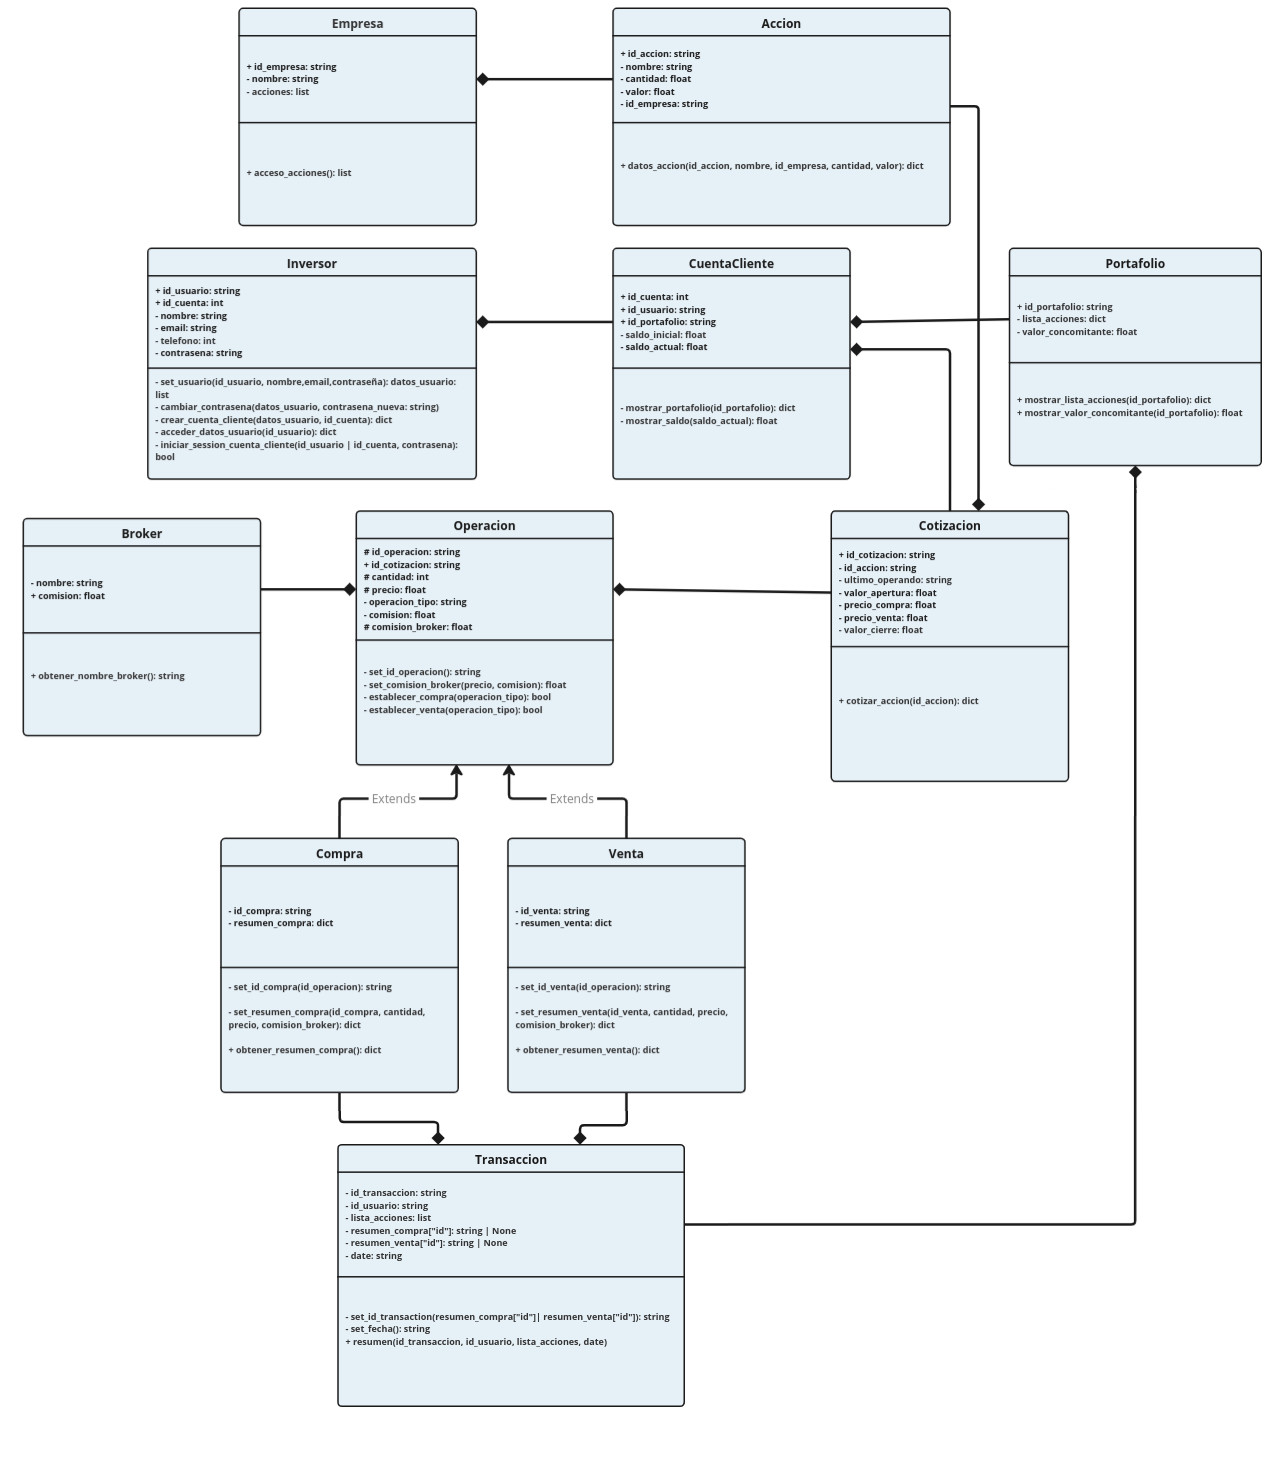 Empresa
+ id_empresa: string
- nombre: string
- acciones: list
+ acceso_acciones(): list
Accion
+ id_accion: string
- nombre: string
- cantidad: float
- valor: float
- id_empresa: string
+ datos_accion(id_accion, nombre, id_empresa, cantidad, valor): dict
Inversor
+ id_usuario: string
+ id_cuenta: int
- nombre: string
- email: string
- telefono: int
- contrasena: string
- set_usuario(id_usuario, nombre,email,contraseña): datos_usuario:
list
- cambiar_contrasena(datos_usuario, contrasena_nueva: string)
- crear_cuenta_cliente(datos_usuario, id_cuenta): dict
- acceder_datos_usuario(id_usuario): dict
- iniciar_session_cuenta_cliente(id_usuario | id_cuenta, contrasena):
bool
CuentaCliente
+ id_cuenta: int
+ id_usuario: string
+ id_portafolio: string
- saldo_inicial: float
- saldo_actual: float
- mostrar_portafolio(id_portafolio): dict
- mostrar_saldo(saldo_actual): float
Portafolio
+ id_portafolio: string
- lista_acciones: dict
- valor_concomitante: float
+ mostrar_lista_acciones(id_portafolio): dict
+ mostrar_valor_concomitante(id_portafolio): float
Broker
- nombre: string
+ comision: float
+ obtener_nombre_broker(): string
Operacion
# id_operacion: string
+ id_cotizacion: string
# cantidad: int
# precio: float
- operacion_tipo: string
- comision: float
# comision_broker: float
- set_id_operacion(): string
- set_comision_broker(precio, comision): float
- establecer_compra(operacion_tipo): bool
- establecer_venta(operacion_tipo): bool
Cotizacion
+ id_cotizacion: string
- id_accion: string
- ultimo_operando: string
- valor_apertura: float
- precio_compra: float
- precio_venta: float
- valor_cierre: float
+ cotizar_accion(id_accion): dict
Extends
Extends
Compra
- id_compra: string
- resumen_compra: dict
- set_id_compra(id_operacion): string
- set_resumen_compra(id_compra, cantidad,
precio, comision_broker): dict
+ obtener_resumen_compra(): dict
Venta
- id_venta: string
- resumen_venta: dict
- set_id_venta(id_operacion): string
- set_resumen_venta(id_venta, cantidad, precio,
comision_broker): dict
+ obtener_resumen_venta(): dict
Transaccion
- id_transaccion: string
- id_usuario: string
- lista_acciones: list
- resumen_compra["id"]: string | None
- resumen_venta["id"]: string | None
- date: string
- set_id_transaction(resumen_compra["id"]| resumen_venta["id"]): string
- set_fecha(): string
+ resumen(id_transaccion, id_usuario, lista_acciones, date)